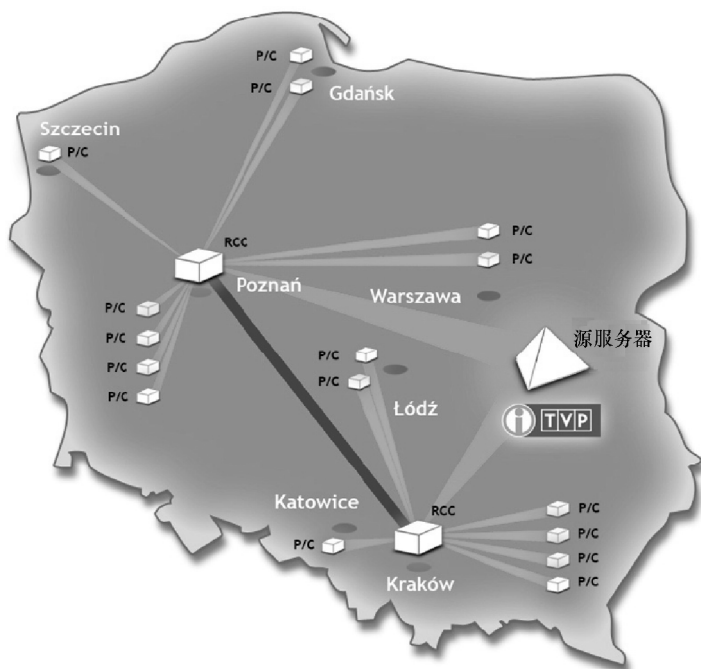 P/C
P/C
Gdańsk
Szczecin
P/C
RCC
Poznań
P/C
P/C
Warszawa
P/C
P/C
P/C
P/C
P/C
P/C
Łódź
源服务器
i TVP
Katowice
P/C
RCC
Kraków
P/C
P/C
P/C
P/C